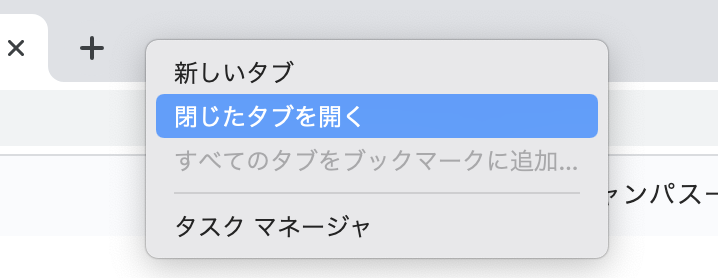 新しいタブ
閉じたタブを開く
すべてのタブをブックマークに追加...
タスク マネージャ
ャンパスー